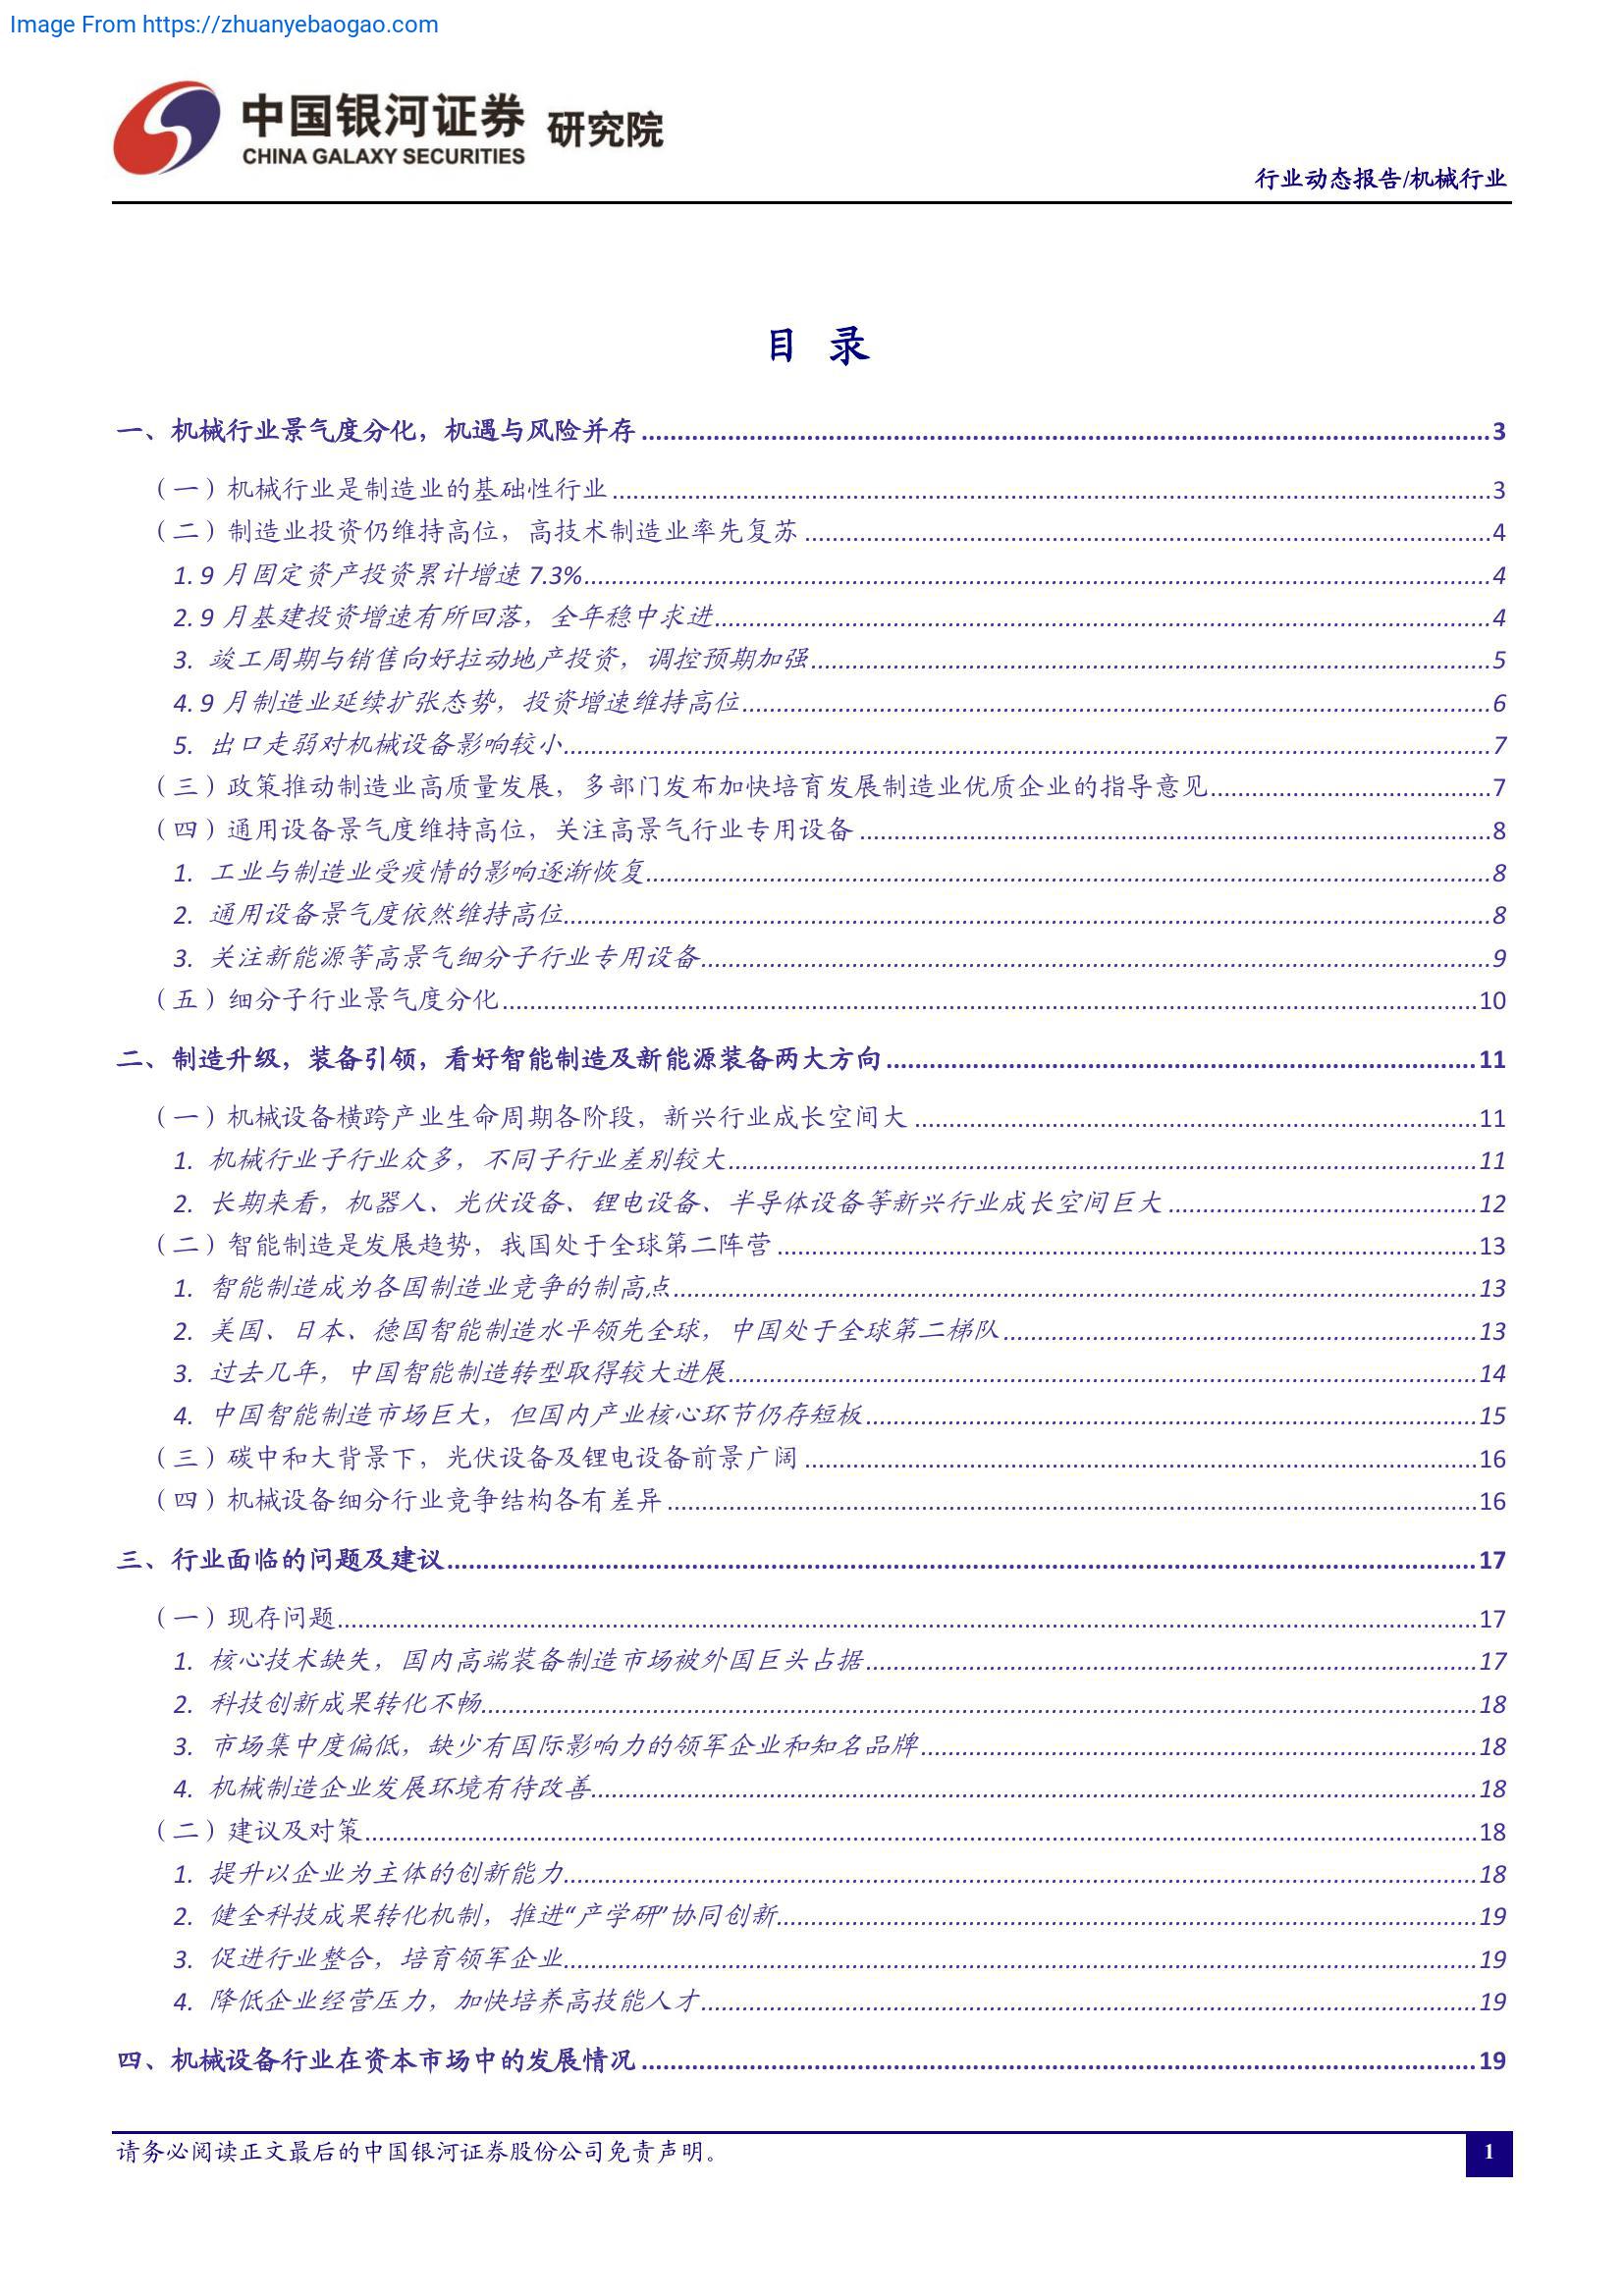 Image From https://zhuanyebaogao.com
中国银河证券 研究院
CHINA GALAXY SECURITIES
行业动态报告/机械行业
目 录
一、机械行业景气度分化，机遇与风险并存 3
（一）机械行业是制造业的基础性行业 3
（二）制造业投资仍维持高位，高技术制造业率先复苏 4
1. 9 月固定资产投资累计增速 7.3% 4
2. 9 月基建投资增速有所回落，全年稳中求进 4
3. 竣工周期与销售向好拉动地产投资，调控预期加强 5
4. 9 月制造业延续扩张态势，投资增速维持高位 6
5. 出口走弱对机械设备影响较小 7
（三）政策推动制造业高质量发展，多部门发布加快培育发展制造业优质企业的指导意见 7
（四）通用设备景气度维持高位，关注高景气行业专用设备 8
1. 工业与制造业受疫情的影响逐渐恢复 8
2. 通用设备景气度依然维持高位 8
3. 关注新能源等高景气细分子行业专用设备 9
（五）细分子行业景气度分化 10
二、制造升级，装备引领，看好智能制造及新能源装备两大方向 11
（一）机械设备横跨产业生命周期各阶段，新兴行业成长空间大 11
1. 机械行业子行业众多，不同子行业差别较大 11
2. 长期来看，机器人、光伏设备、锂电设备、半导体设备等新兴行业成长空间巨大 12
（二）智能制造是发展趋势，我国处于全球第二阵营 13
1. 智能制造成为各国制造业竞争的制高点 13
2. 美国、日本、德国智能制造水平领先全球，中国处于全球第二梯队 13
3. 过去几年，中国智能制造转型取得较大进展 14
4. 中国智能制造市场巨大，但国内产业核心环节仍存短板 15
（三）碳中和大背景下，光伏设备及锂电设备前景广阔 16
（四）机械设备细分行业竞争结构各有差异 16
三、行业面临的问题及建议 17
（一）现存问题 17
1. 核心技术缺失，国内高端装备制造市场被外国巨头占据 17
2. 科技创新成果转化不畅 18
3. 市场集中度偏低，缺少有国际影响力的领军企业和知名品牌 18
4. 机械制造企业发展环境有待改善 18
（二）建议及对策 18
1. 提升以企业为主体的创新能力 18
2. 健全科技成果转化机制，推进“产学研”协同创新 19
3. 促进行业整合，培育领军企业 19
4. 降低企业经营压力，加快培养高技能人才 19
四、机械设备行业在资本市场中的发展情况 19
请务必阅读正文最后的中国银河证券股份公司免责声明。
1